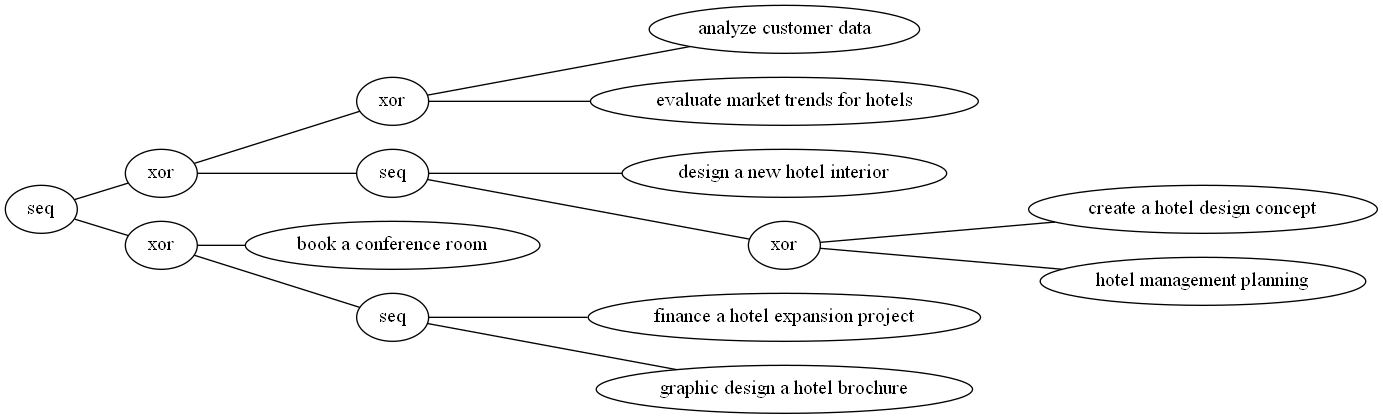 analyze customer data
xor
evaluate market trends for hotels
xor
seq
design a new hotel interior
seq
create a hotel design concept
xor
book a conference room
xor
hotel management planning
seq
finance a hotel expansion project
graphic design a hotel brochure